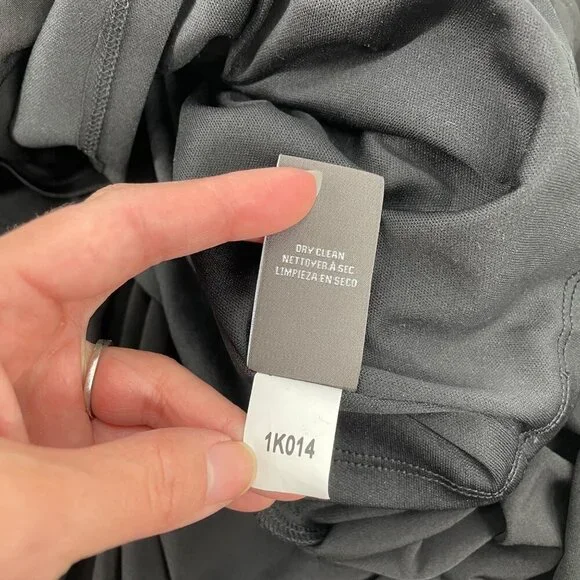 DRY CLEAN
NETTOYER À SEC
LIMPIEZA EN SECO
1K014